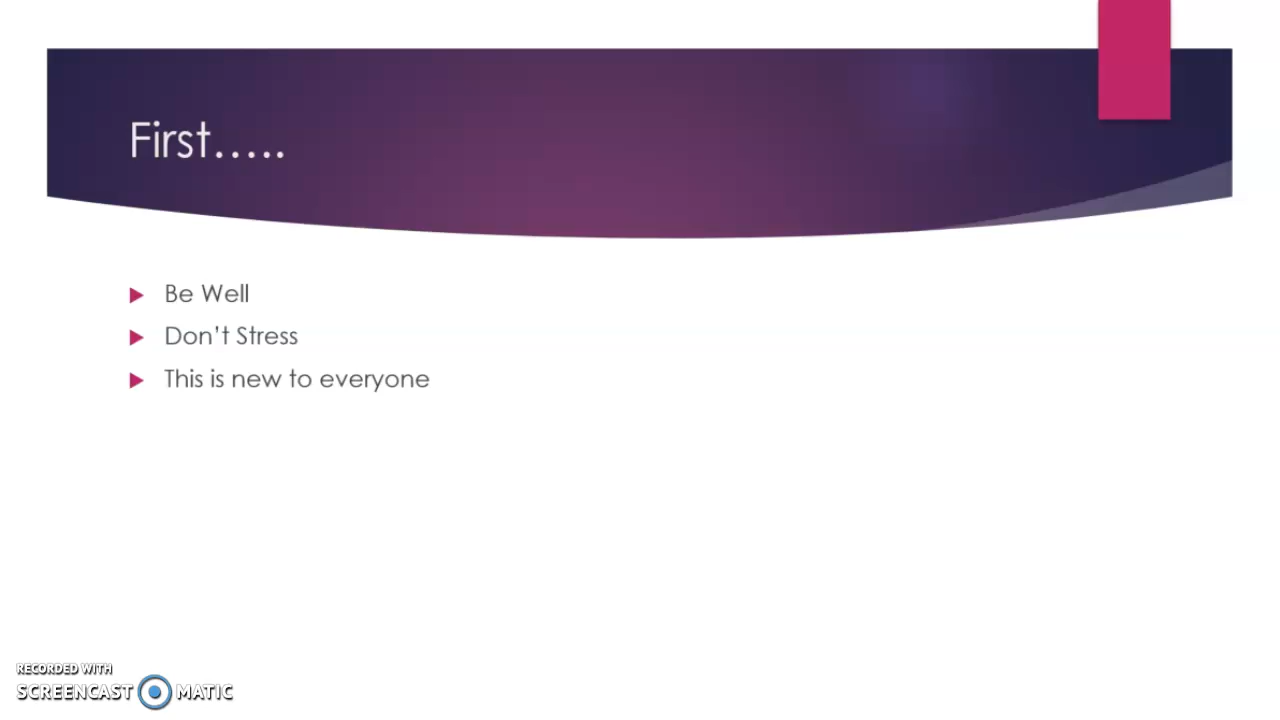 First…..
Be Well
Don’t Stress
This is new to everyone
RECORDED WITH
SCREENCAST MATIC